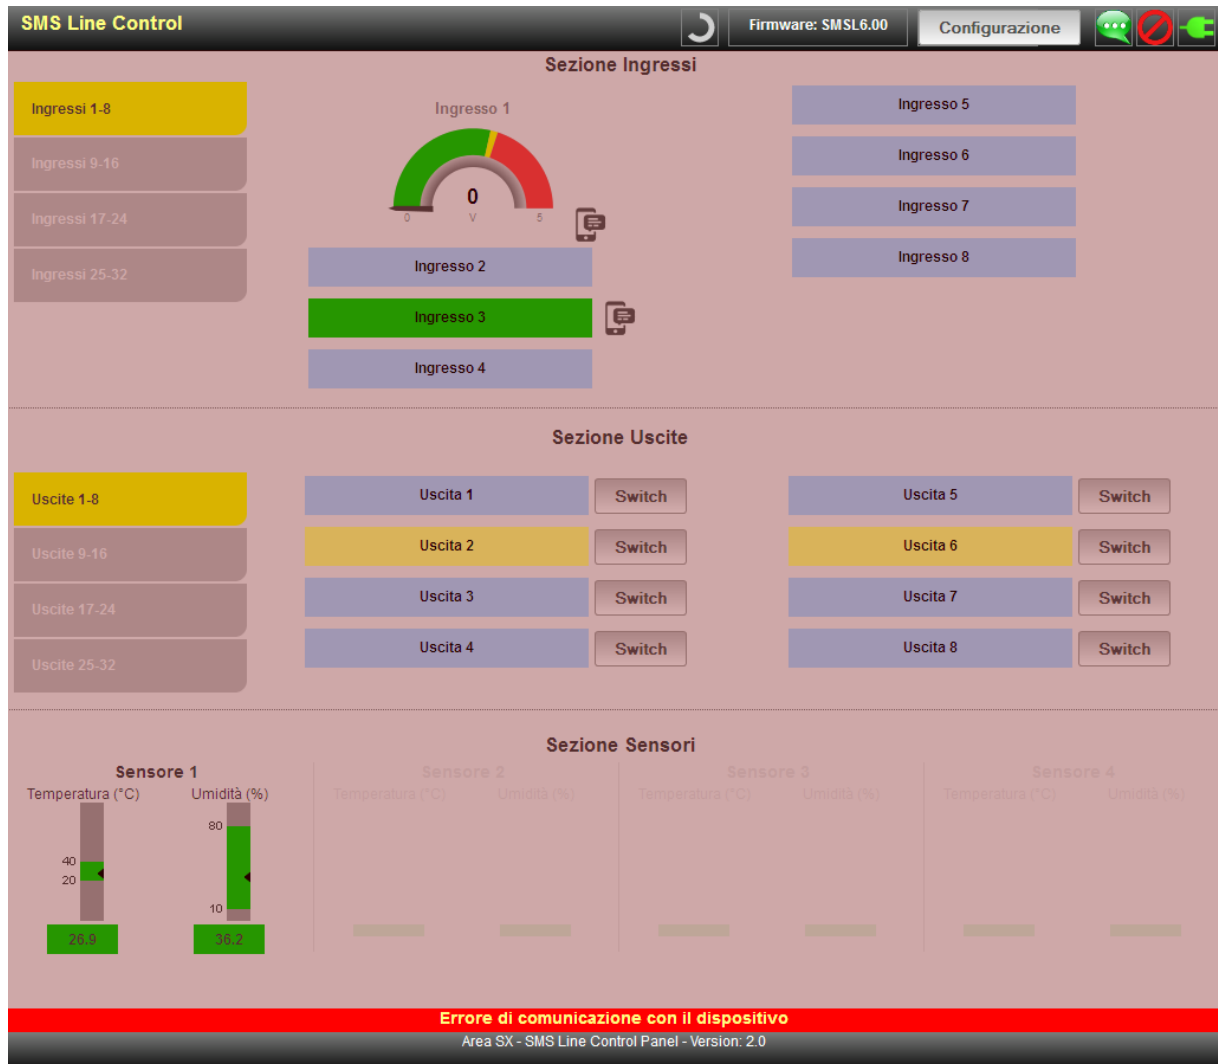 SMS Line Control
Firmware: SMSL6.00
Configurazione
Sezione Ingressi
Ingressi 1-8
Ingressi 9-16
Ingressi 17-24
Ingressi 25-32
Ingresso 1
0
0 V 5
Ingresso 2
Ingresso 3
Ingresso 4
Ingresso 5
Ingresso 6
Ingresso 7
Ingresso 8
Sezione Uscite
Uscite 1-8
Uscite 9-16
Uscite 17-24
Uscite 25-32
Uscita 1 Switch
Uscita 2 Switch
Uscita 3 Switch
Uscita 4 Switch
Uscita 5 Switch
Uscita 6 Switch
Uscita 7 Switch
Uscita 8 Switch
Sezione Sensori
Sensore 1
Temperatura (°C) Umidità (%)
40
20
26.9
80
10
36.2
Sensore 2
Temperatura (°C) Umidità (%)
Sensore 3
Temperatura (°C) Umidità (%)
Sensore 4
Temperatura (°C) Umidità (%)
Errore di comunicazione con il dispositivo
Area SX - SMS Line Control Panel - Version: 2.0